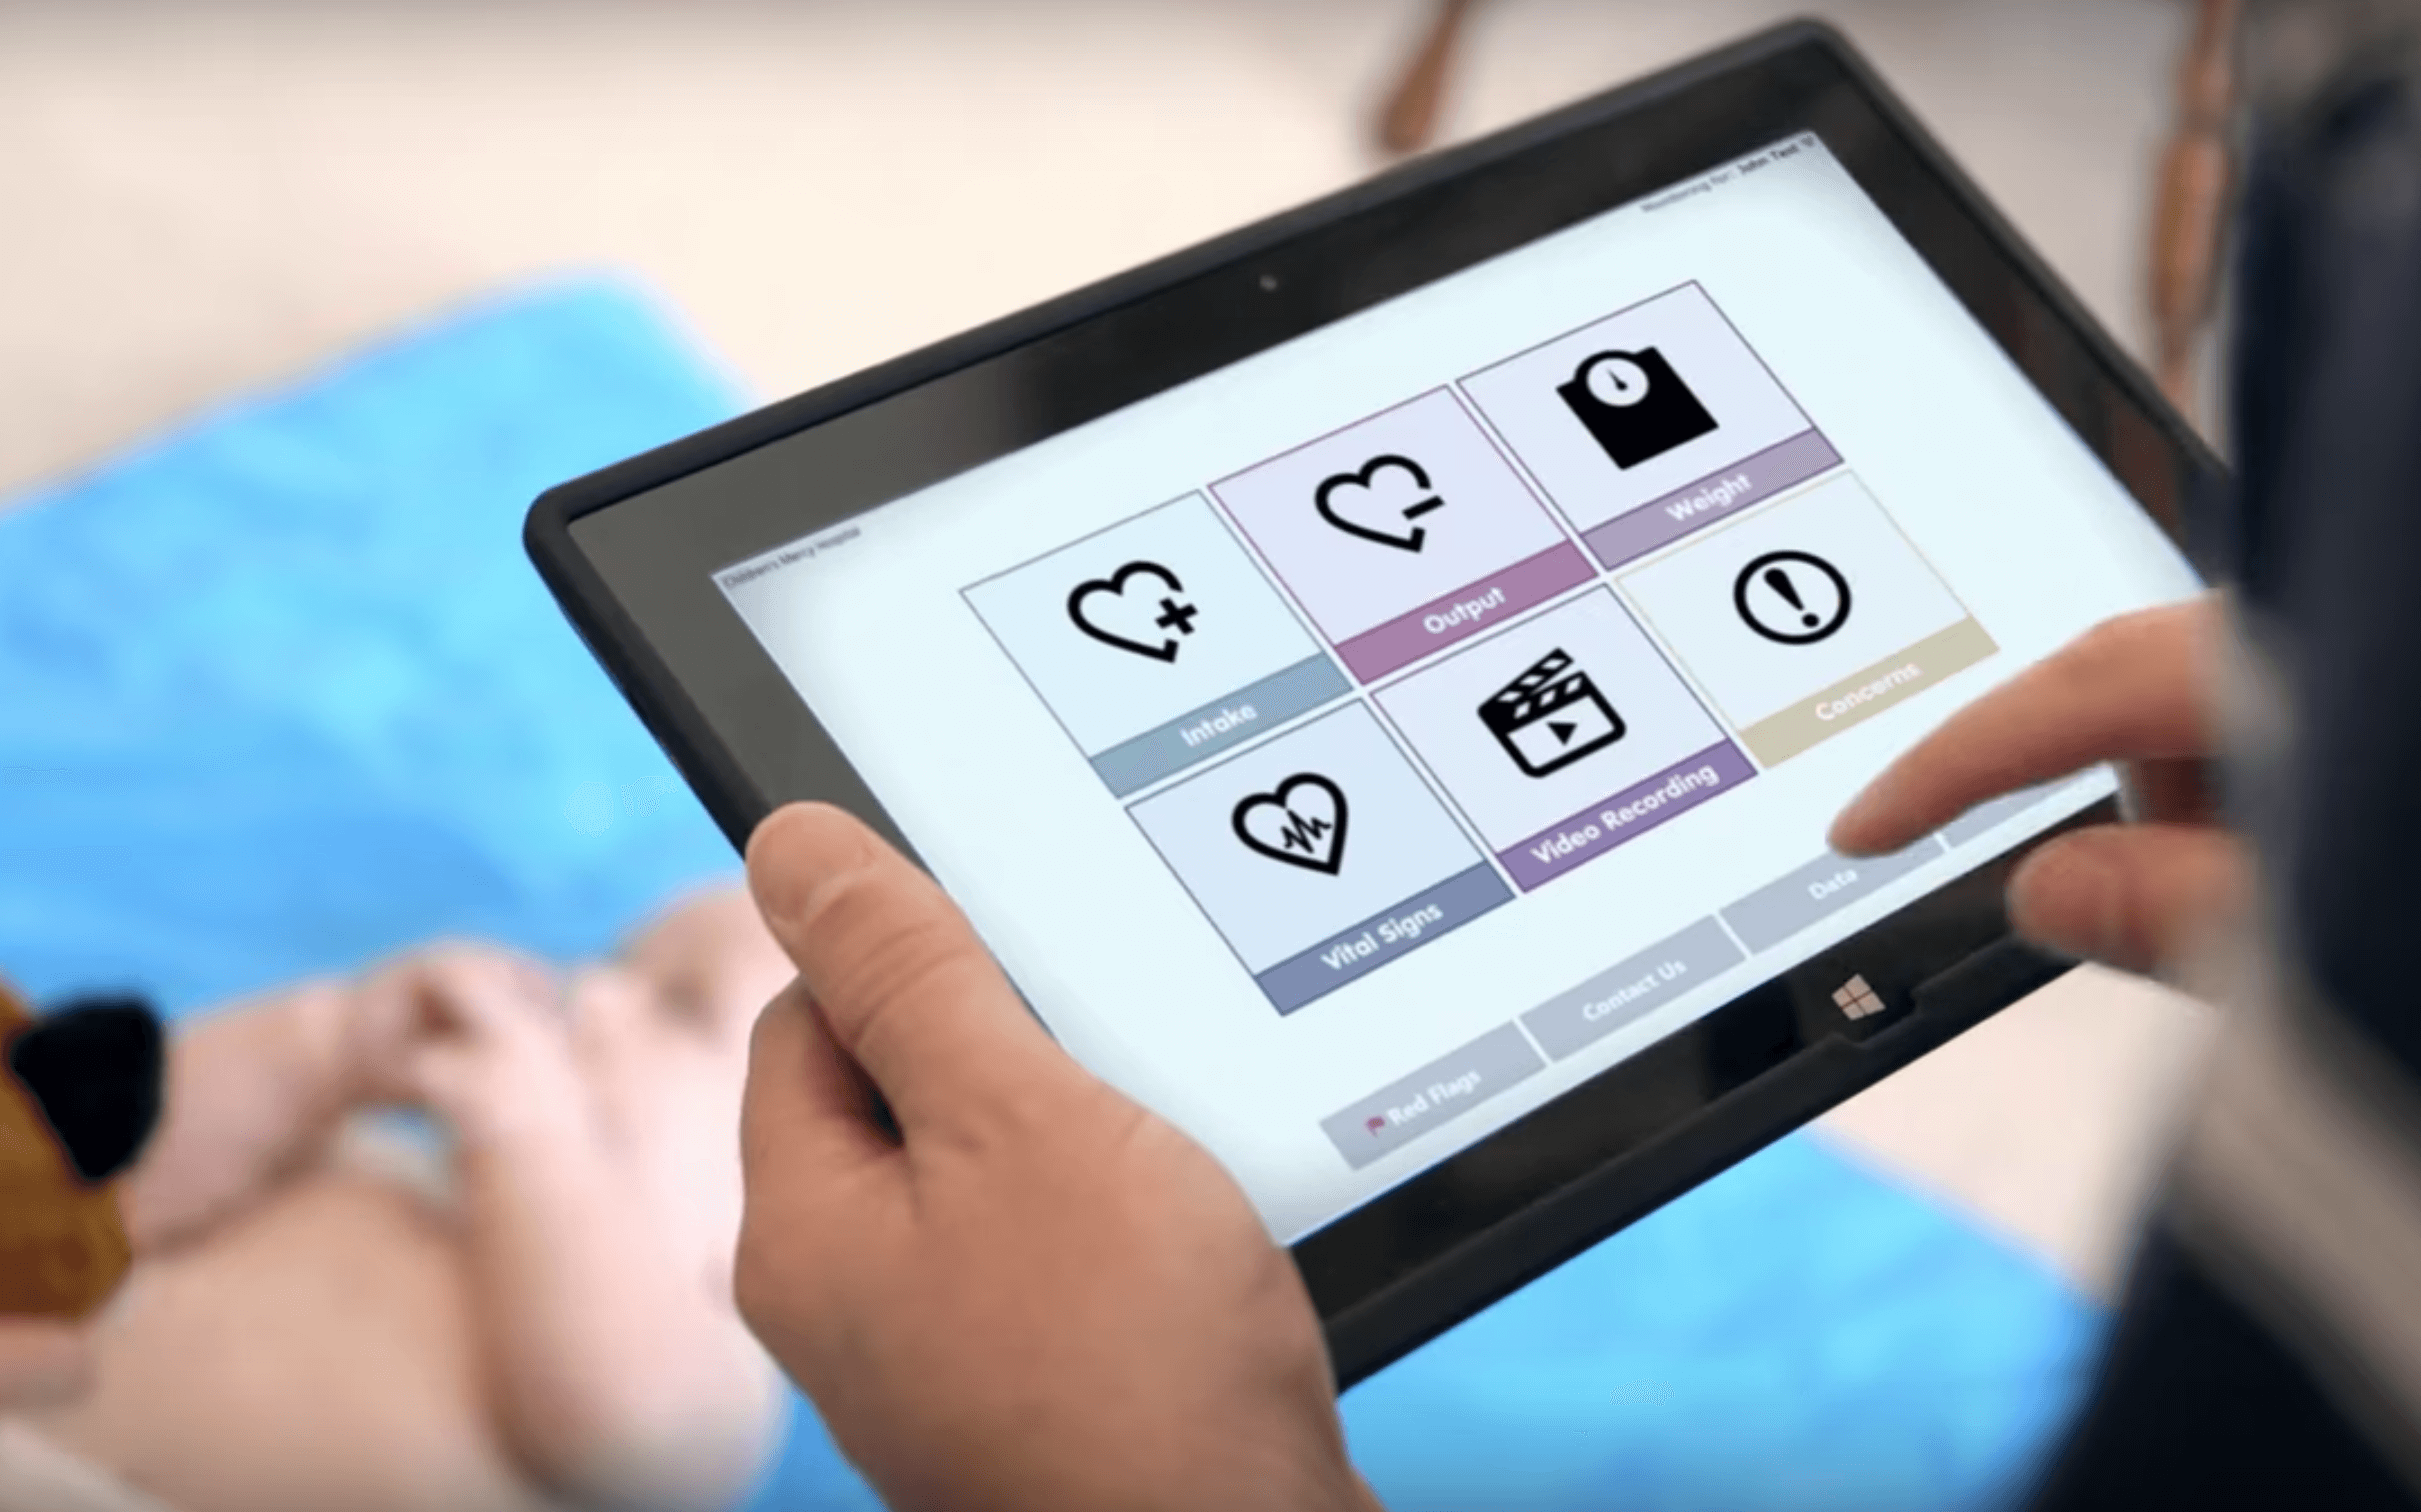 Children's Mercy Hospital
Monitoring for: John Test
Intake
Output
Weight
Vital Signs
Video Recording
Concerns
Red Flags
Contact Us
Data